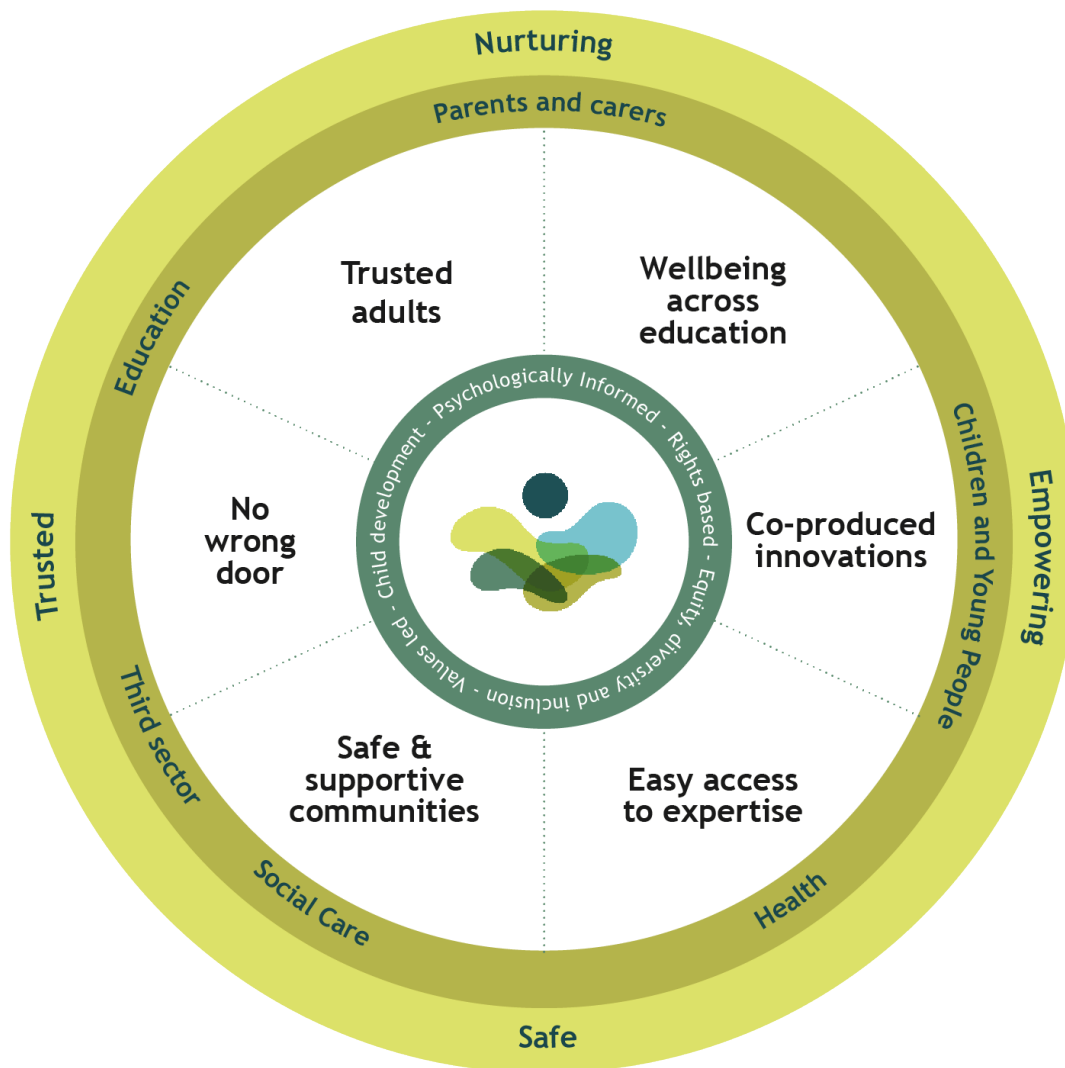 Nurturing
Parents and carers
Trusted
adults
Wellbeing
across
education
Education
Children and Young People
Empowering
Trusted
No
wrong
door
Child development - Psychologically Informed - Rights based - Equity, diversity and inclusion - Values led -
Co-produced
innovations
Third sector
Safe &
supportive
communities
Easy access
to expertise
Social Care
Health
Safe